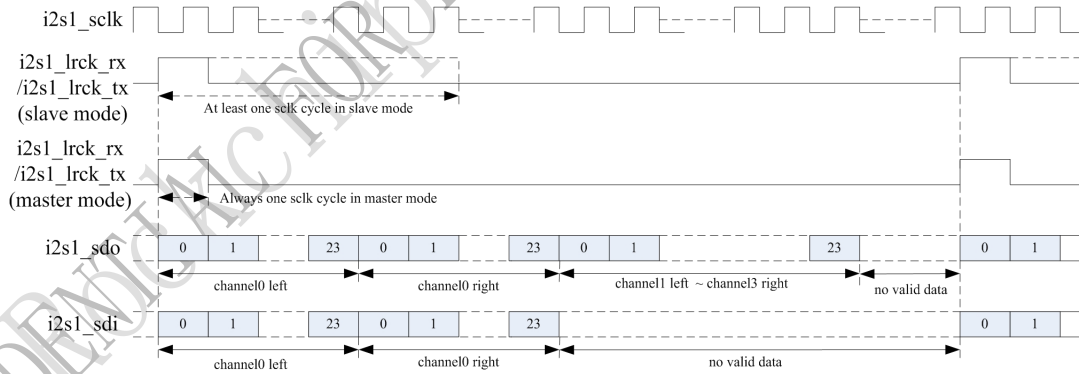 i2s1_sclk
i2s1_lrck_rx
/i2s1_lrck_tx
(slave mode)
At least one sclk cycle in slave mode
i2s1_lrck_rx
/i2s1_lrck_tx
(master mode)
Always one sclk cycle in master mode
i2s1_sdo 0 1 23 0 1 23 0 1 23 0 1
channel0 left channel0 right channel1 left ~ channel3 right no valid data
i2s1_sdi 0 1 23 0 1 23 0 1
channel0 left channel0 right no valid data